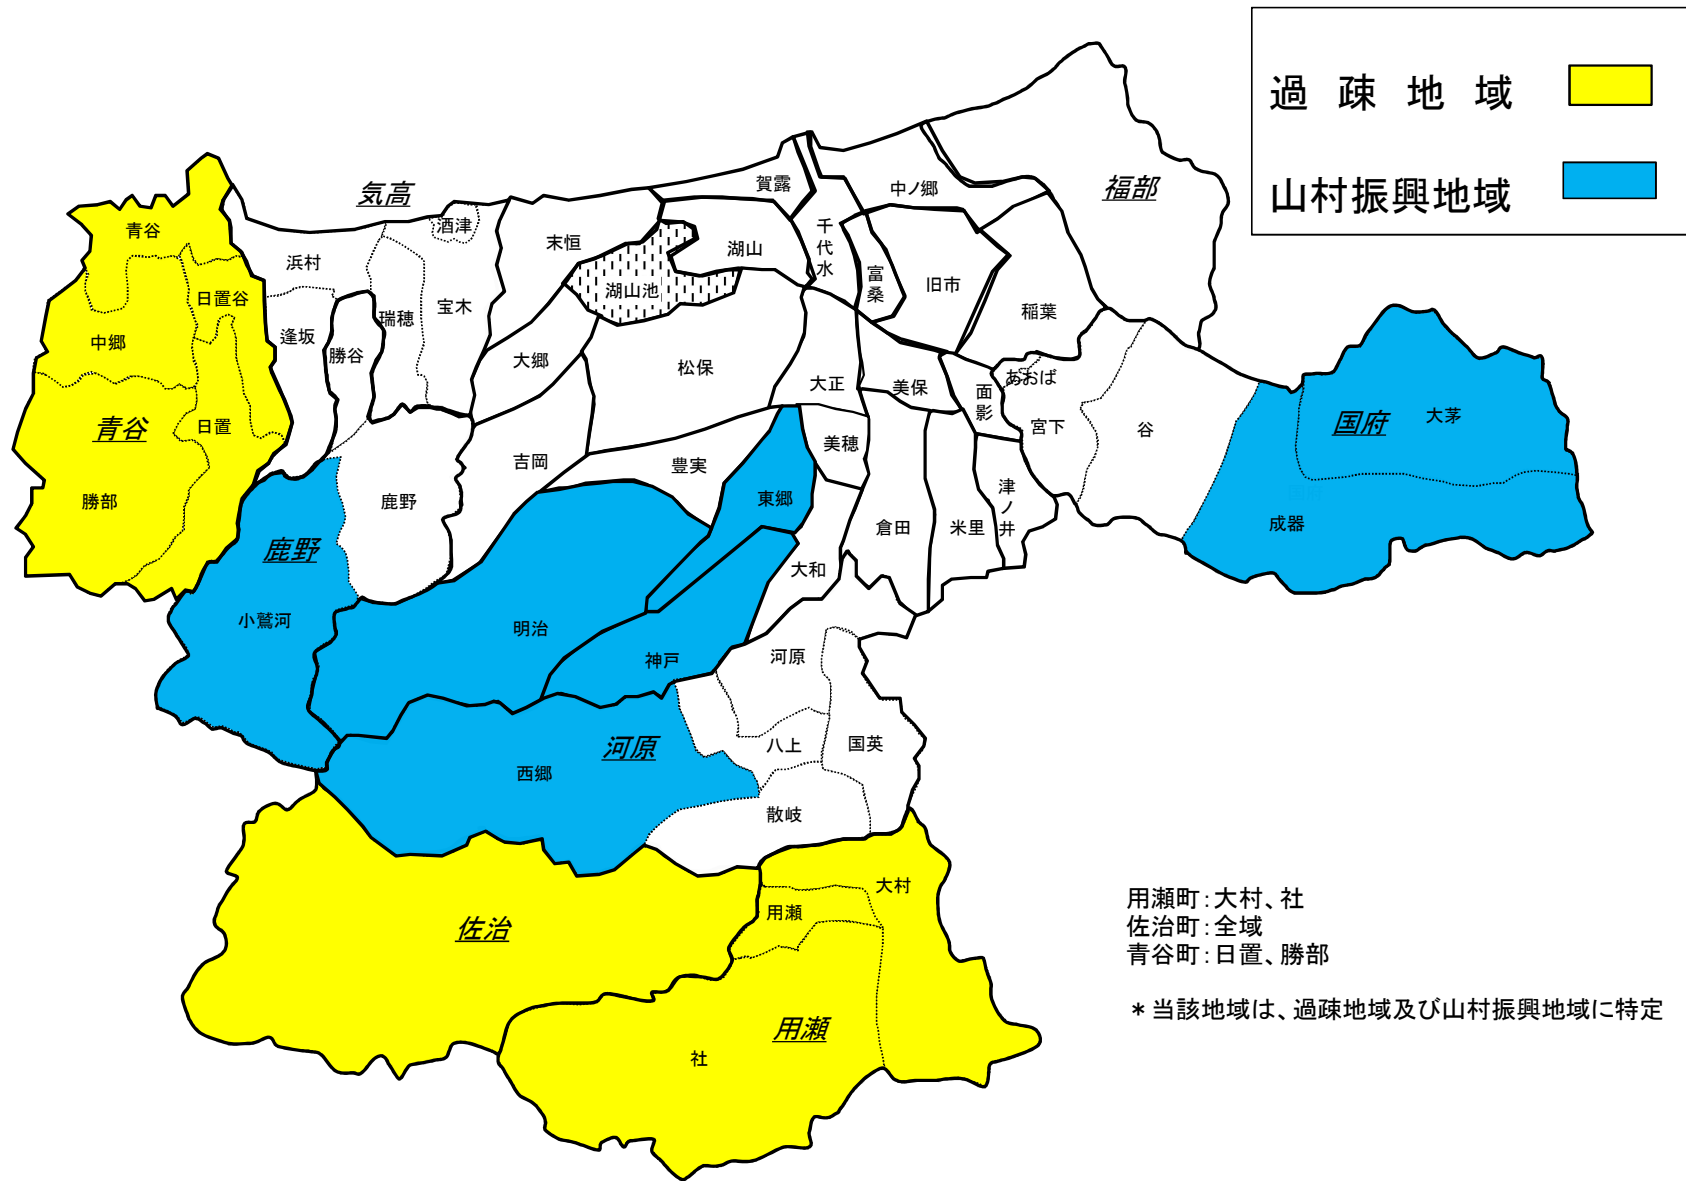 過疎地域
山村振興地域
福部
気高
賀露
中ノ郷
酒津
千代水
青谷
末恒
湖山
浜村
富桑
旧市
湖山池
日置谷
宝木
瑞穂
稲葉
逢坂
中郷
勝谷
大郷
松保
あおば
大正
美保
面影
大茅
国府
青谷
日置
宮下
谷
美穂
吉岡
豊実
東郷
勝部
鹿野
津ノ井
倉田
米里
成器
鹿野
大和
小鷲河
明治
神戸
河原
河原
八上
国英
西郷
散岐
大村
用瀬
佐治
社
用瀬
用瀬町:大村、社
佐治町:全域
青谷町:日置、勝部
*当該地域は、過疎地域及び山村振興地域に特定